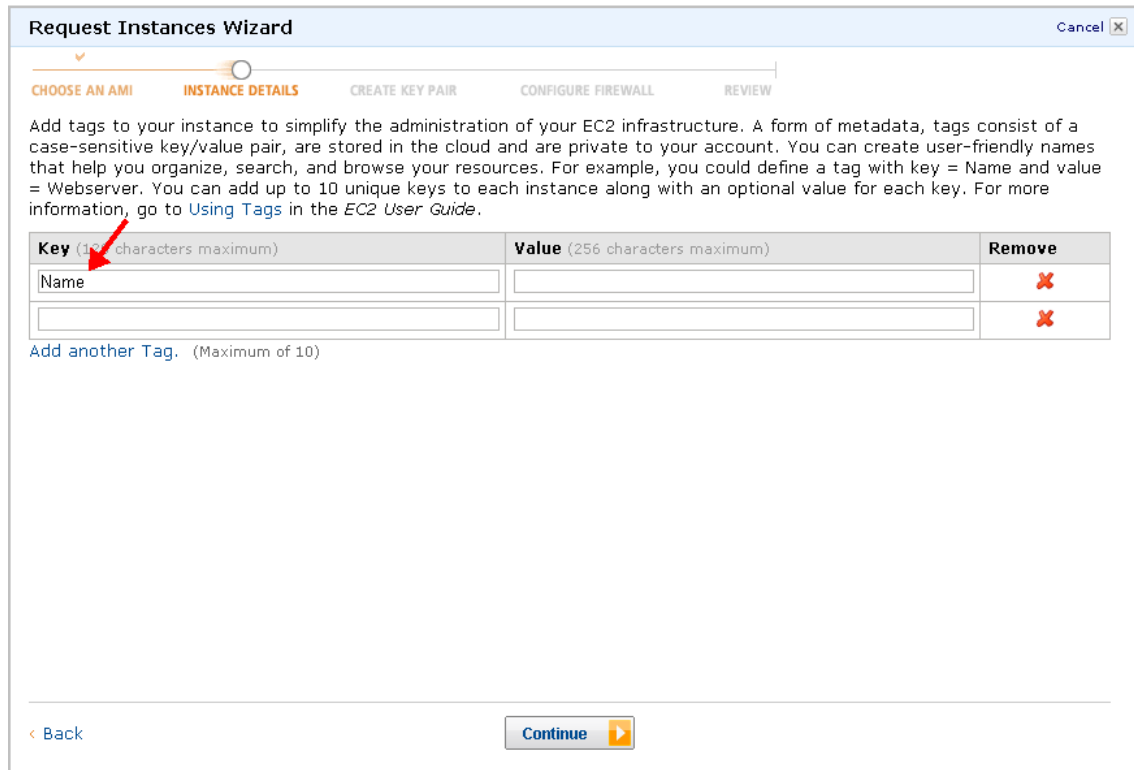 Request Instances Wizard
Cancel
CHOOSE AN AMI INSTANCE DETAILS CREATE KEY PAIR CONFIGURE FIREWALL REVIEW
Add tags to your instance to simplify the administration of your EC2 infrastructure. A form of metadata, tags consist of a
case-sensitive key/value pair, are stored in the cloud and are private to your account. You can create user-friendly names
that help you organize, search, and browse your resources. For example, you could define a tag with key = Name and value
= Webserver. You can add up to 10 unique keys to each instance along with an optional value for each key. For more
information, go to Using Tags in the EC2 User Guide.
Key characters maximum) Value (256 characters maximum) Remove
Name
Add another Tag. (Maximum of 10)
< Back Continue